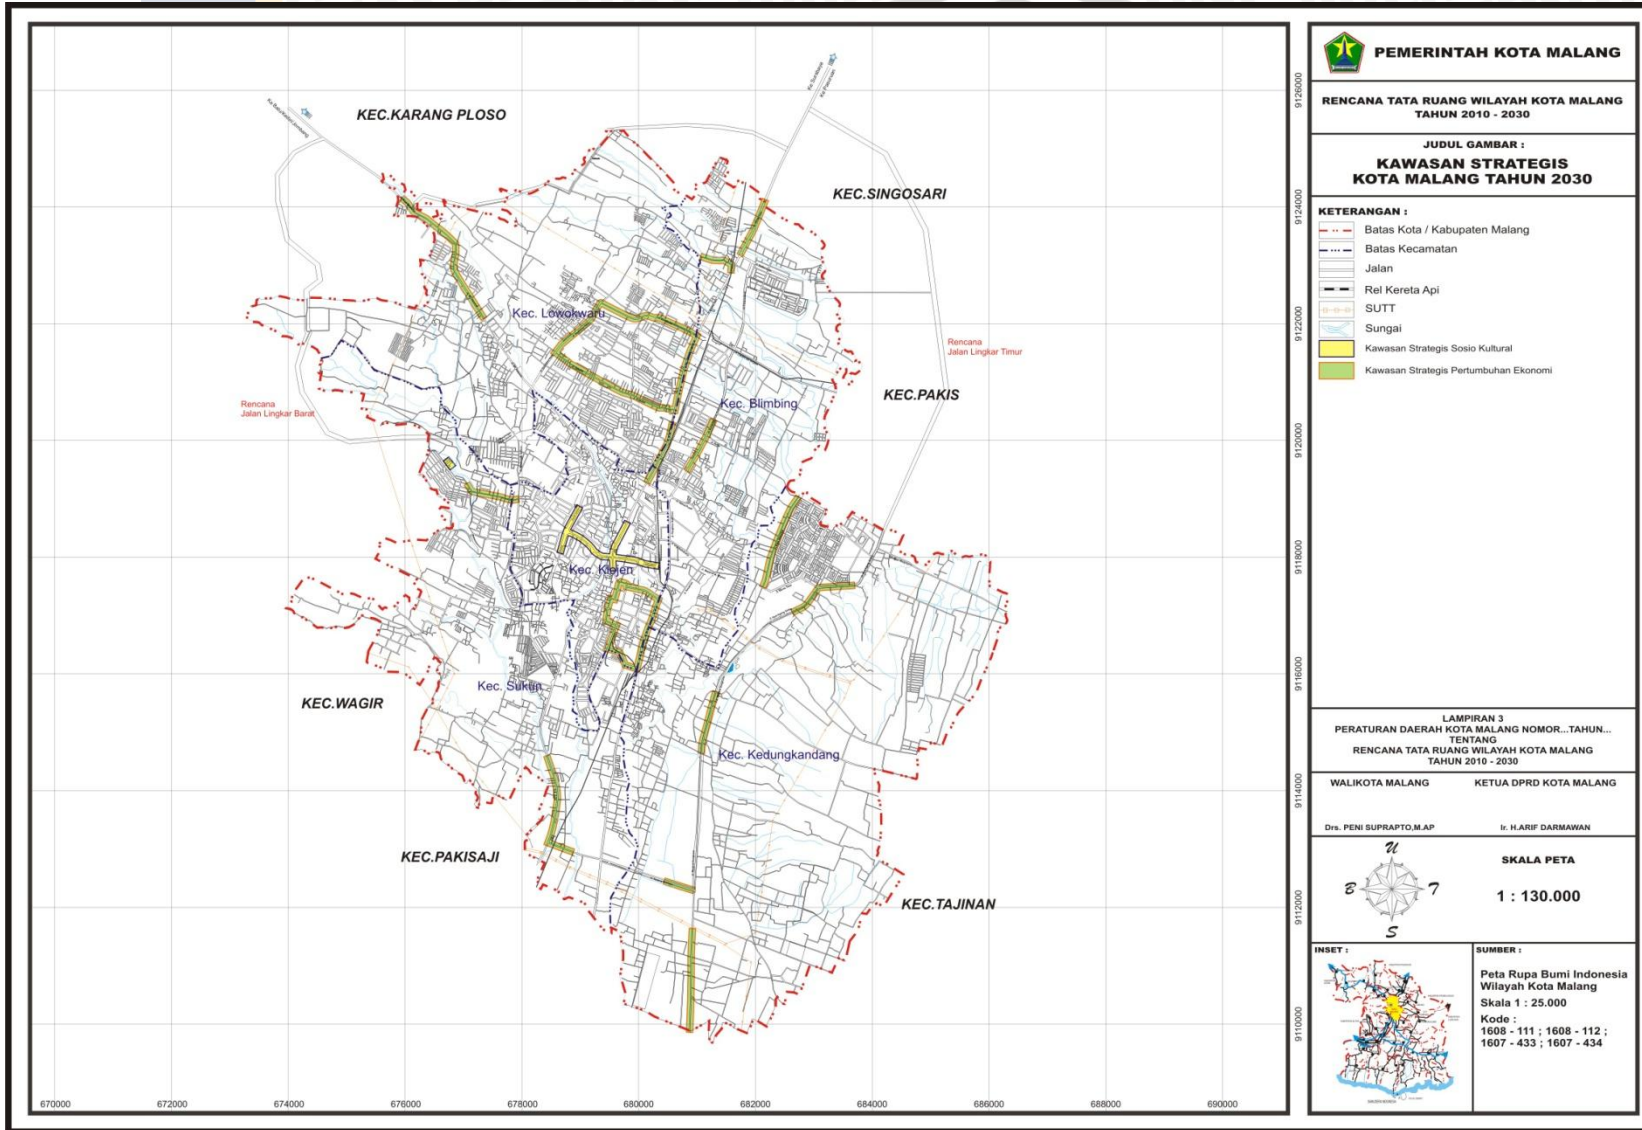 PEMERINTAH KOTA MALANG
RENCANA TATA RUANG WILAYAH KOTA MALANG
TAHUN 2010 - 2030
JUDUL GAMBAR :
KAWASAN STRATEGIS
KOTA MALANG TAHUN 2030
KETERANGAN :
Batas Kota / Kabupaten Malang
Batas Kecamatan
Jalan
Rel Kereta Api
SUTT
Sungai
Kawasan Strategis Sosio Kultural
Kawasan Strategis Pertumbuhan Ekonomi
LAMPIRAN 3
PERATURAN DAERAH KOTA MALANG NOMOR...TAHUN...
TENTANG
RENCANA TATA RUANG WILAYAH KOTA MALANG
TAHUN 2010 - 2030
WALIKOTA MALANG
KETUA DPRD KOTA MALANG
Drs. PENI SUPRAPTO,M.AP
Ir. H.ARIF DARMAWAN
U
B
T
S
SKALA PETA
1 : 130.000
INSET :
SUMBER :
Peta Rupa Bumi Indonesia
Wilayah Kota Malang
Skala 1 : 25.000
Kode :
1608 - 111 ; 1608 - 112 ;
1607 - 433 ; 1607 - 434
Ke Surabaya
Ke Pasuruan
KEC.KARANG PLOSO
KEC.SINGOSARI
Kec. Lowokwaru
Rencana
Jalan Lingkar Timur
KEC.PAKIS
Kec. Blimbing
Rencana
Jalan Lingkar Barat
Kec. Klojen
Kec. Sukun
KEC.WAGIR
Kec. Kedungkandang
KEC.PAKISAJI
KEC.TAJINAN
9126000
9124000
9122000
9120000
9118000
9116000
9114000
9112000
9110000
670000
672000
674000
676000
678000
680000
682000
684000
686000
688000
690000